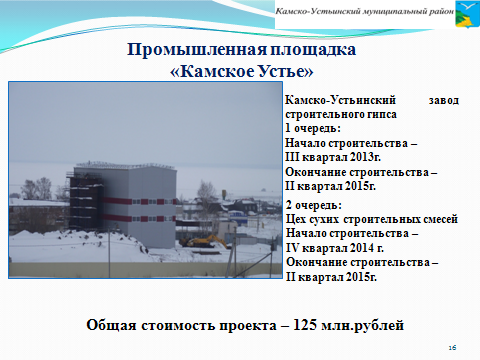 Камско-Устьинский муниципальный район
Промышленная площадка
«Камское Устье»
Камско-Устьинский завод
строительного гипса
1 очередь:
Начало строительства –
III квартал 2013г.
Окончание строительства –
II квартал 2015г.
2 очередь:
Цех сухих строительных смесей
Начало строительства –
IV квартал 2014 г.
Окончание строительства –
II квартал 2015г.
Общая стоимость проекта – 125 млн.рублей
16